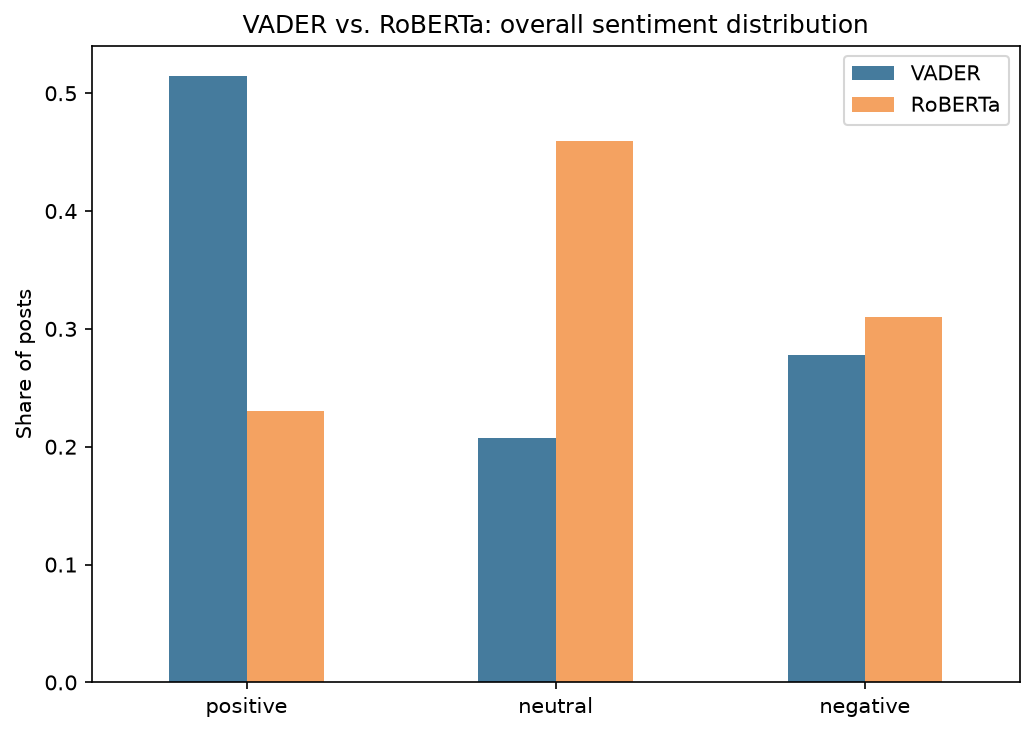 VADER vs. RoBERTa: overall sentiment distribution
VADER
RoBERTa
Share of posts
0.5
0.4
0.3
0.2
0.1
0.0
positive
neutral
negative